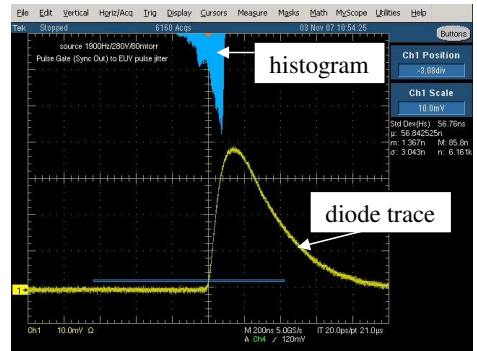 File Edit Vertical Horiz/Acq Trig Display Cursors Measure Masks Math MyScope Utilities Help
Tek Stopped 6160 Acqs 03 Nov 07 10:54:25 Buttons
source 1900Hz/280V/80mtorr
Pulse Gate (Sync Out) to EUV pulse jitter
histogram
Ch1 Position
-3.08div
Ch1 Scale
10.0mV
Std Dev(Hs) 56.76ns
µ: 56.842525n
m: 1.367n M: 85.8n
σ: 3.043n n: 6.161k
diode trace
1
Ch1 10.0mV Ω M 200ns 5.0GS/s IT 20.0ps/pt 21.0µs
A Ch4 / 120mV